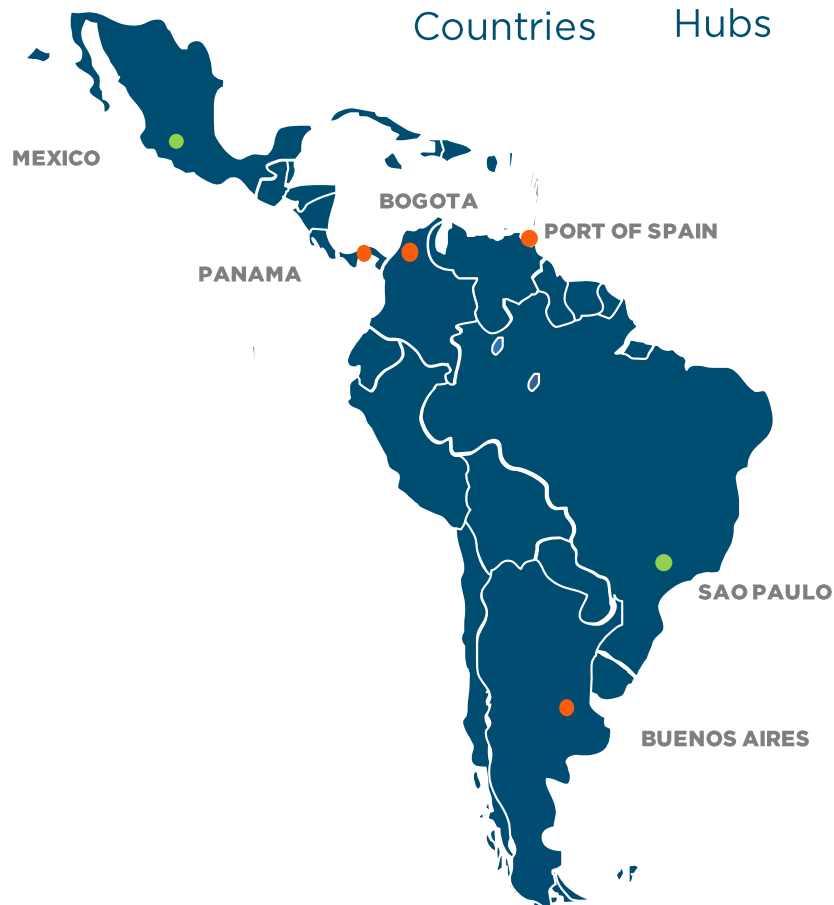 Countries Hubs
MEXICO
BOGOTA
PORT OF SPAIN
PANAMA
SAO PAULO
BUENOS AIRES